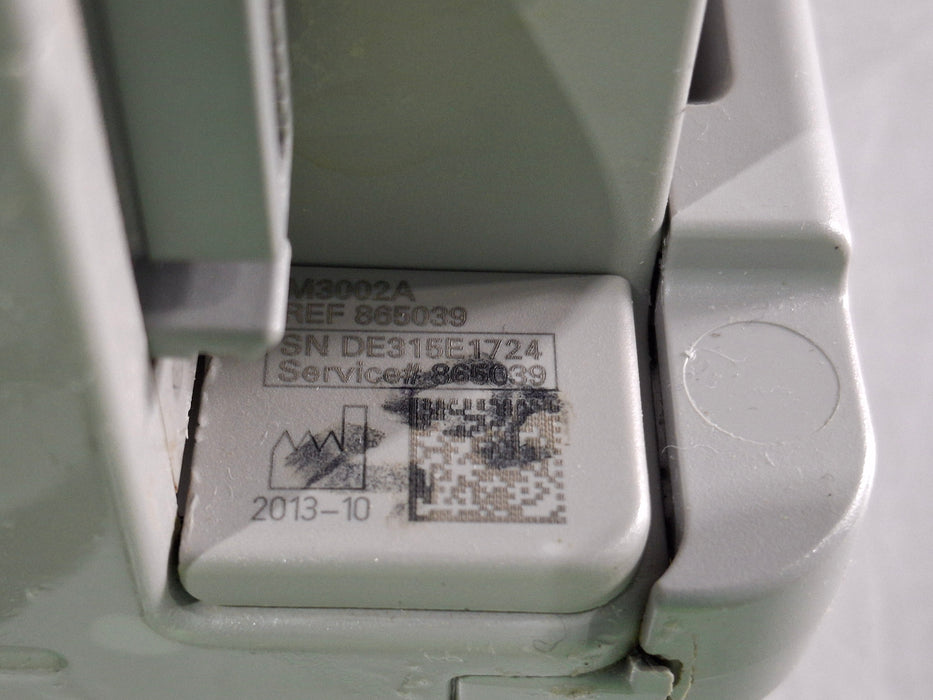 M3002A
REF 865039
SN DE315E1724
Service# 865039
2013-10